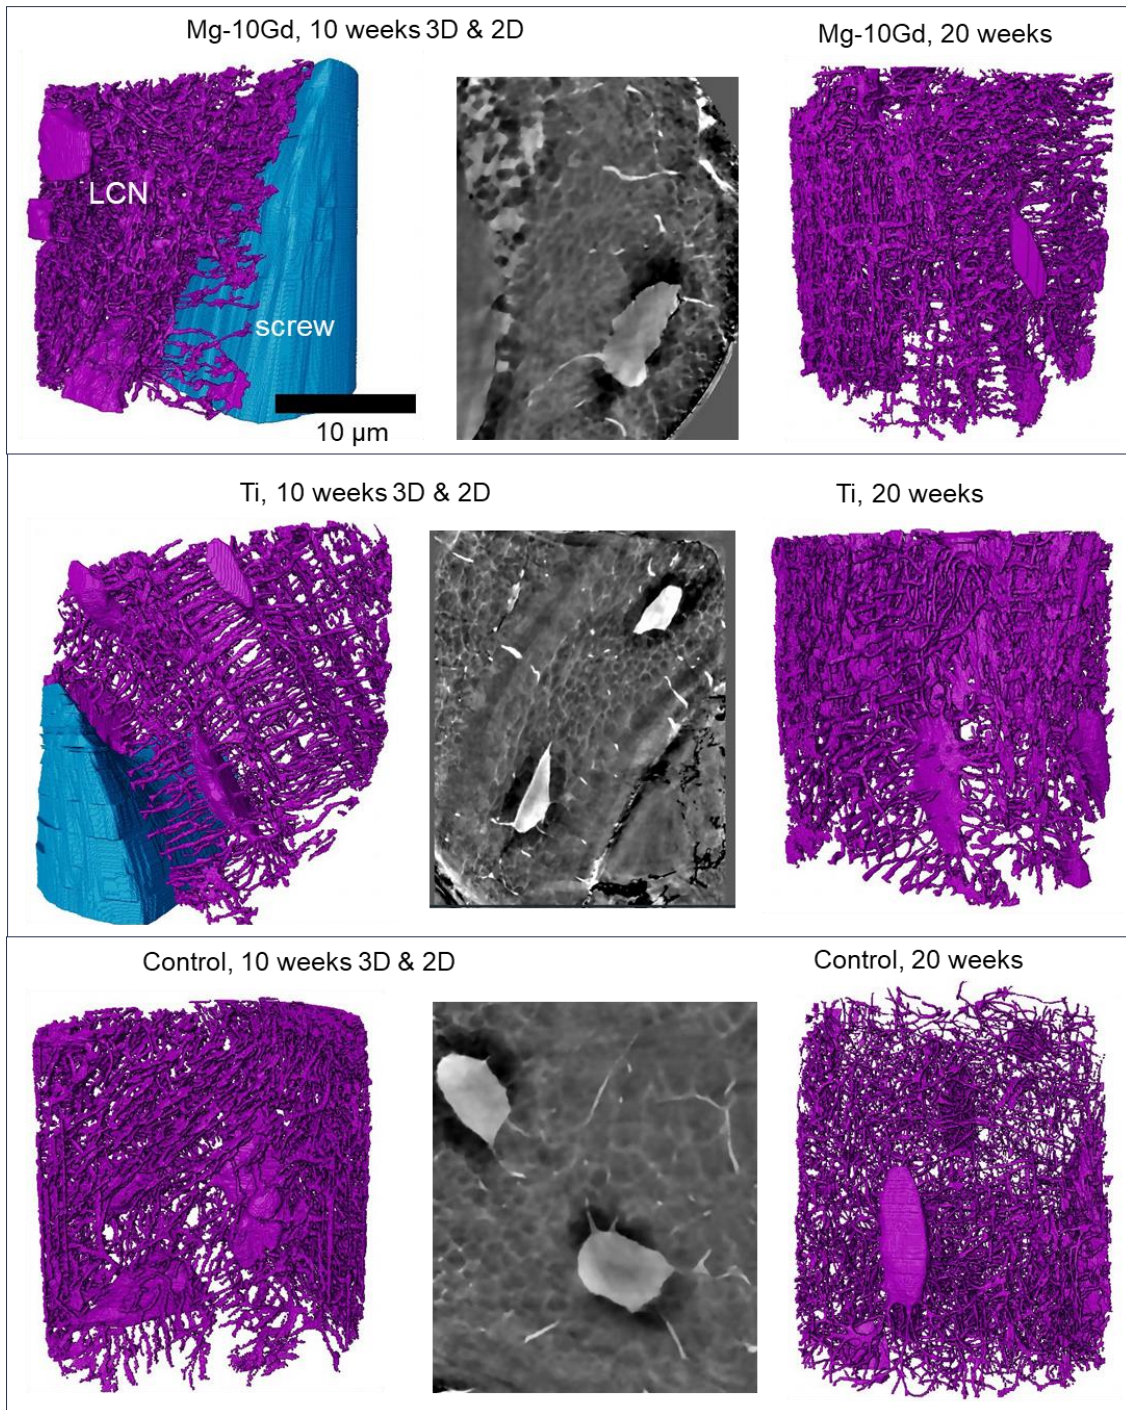 Mg-10Gd, 10 weeks 3D & 2D
Mg-10Gd, 20 weeks
LCN
screw
10 µm
Ti, 10 weeks 3D & 2D
Ti, 20 weeks
Control, 10 weeks 3D & 2D
Control, 20 weeks